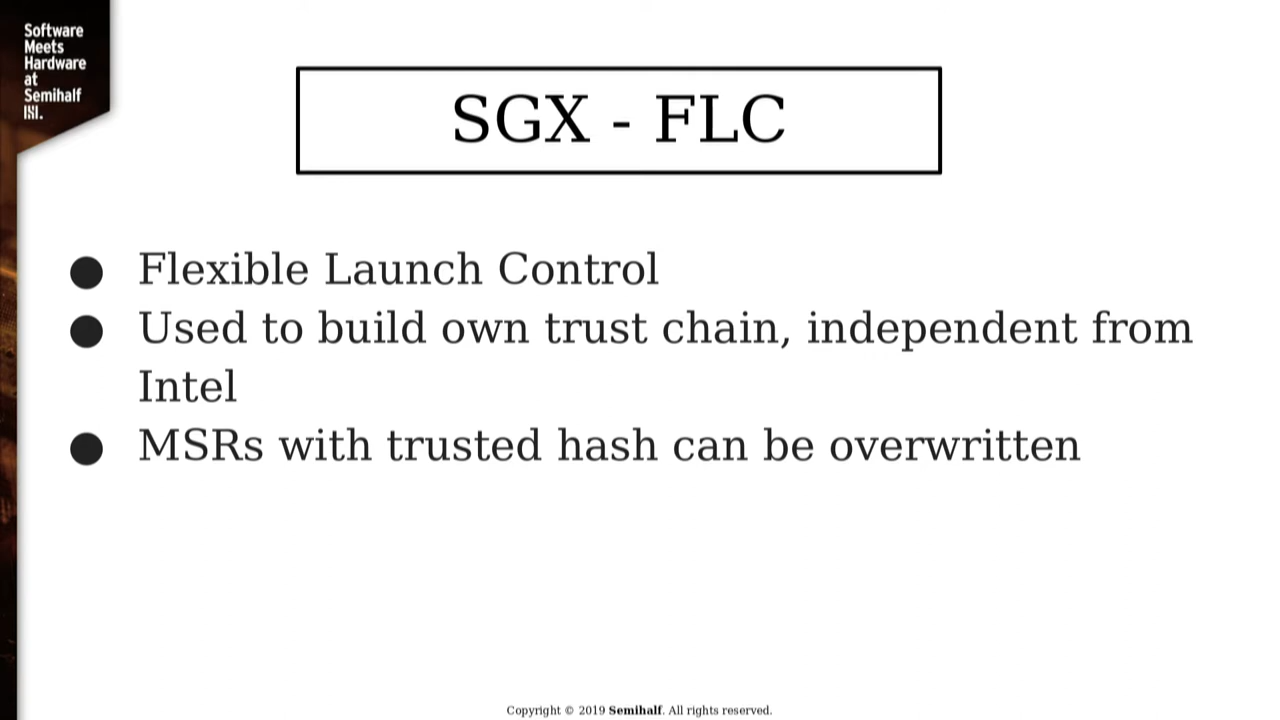 Software
Meets
Hardware
at
Semihalf
SGX - FLC
● Flexible Launch Control
● Used to build own trust chain, independent from
Intel
● MSRs with trusted hash can be overwritten
Copyright © 2019 Semihalf. All rights reserved.